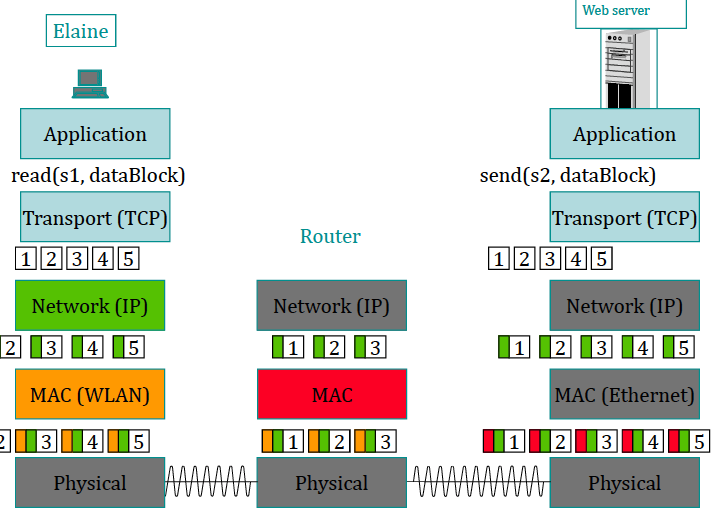 Web server
Elaine
Application
Application
read(s1, dataBlock)
send(s2, dataBlock)
Transport (TCP)
Transport (TCP)
Router
1 2 3 4 5
1 2 3 4 5
Network (IP)
Network (IP)
Network (IP)
2 3 4 5
1 2 3
1 2 3 4 5
MAC (WLAN)
MAC
MAC (Ethernet)
2 3 4 5
1 2 3
1 2 3 4 5
Physical
Physical
Physical